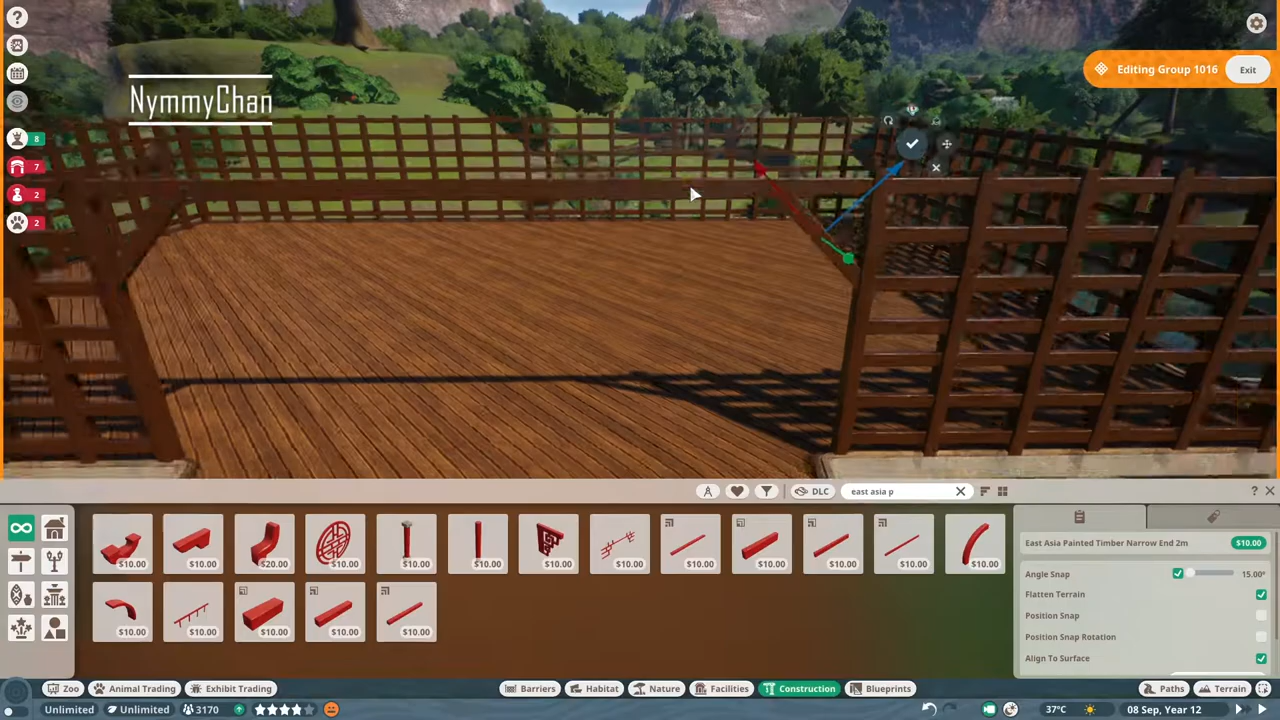 ?
Editing Group 1016
Exit
NymmyChan
8
7
2
2
DLC
east asia p
?
$10.00 $10.00 $20.00 $10.00 $10.00 $10.00 $10.00 $10.00 $10.00 $10.00 $10.00 $10.00 $10.00
$10.00 $10.00 $10.00 $10.00 $10.00
East Asia Painted Timber Narrow End 2m $10.00
Angle Snap 15.00°
Flatten Terrain
Position Snap
Position Snap Rotation
Align To Surface
Zoo Animal Trading Exhibit Trading Barriers Habitat Nature Facilities Construction Blueprints Paths Terrain
Unlimited Unlimited 3170 37°C 08 Sep, Year 12